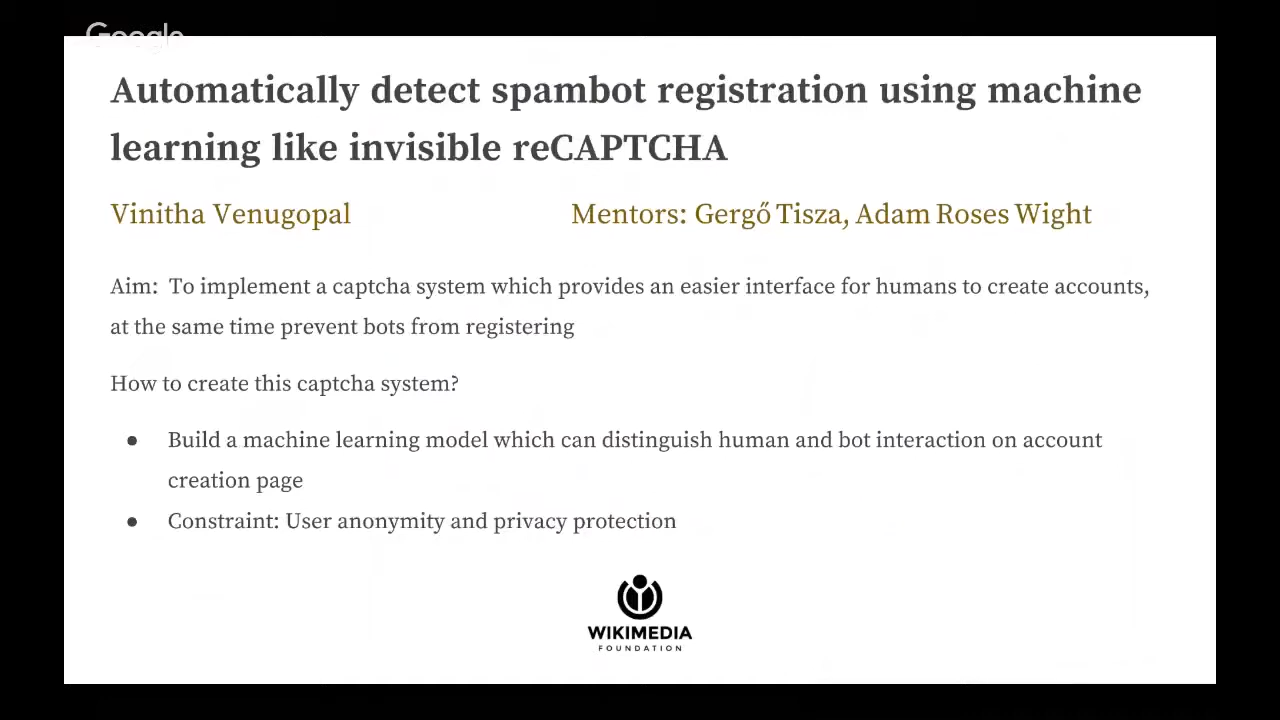 Google
Automatically detect spambot registration using machine
learning like invisible reCAPTCHA
Vinitha Venugopal
Mentors: Gergő Tisza, Adam Roses Wight
Aim: To implement a captcha system which provides an easier interface for humans to create accounts,
at the same time prevent bots from registering
How to create this captcha system?
● Build a machine learning model which can distinguish human and bot interaction on account
creation page
● Constraint: User anonymity and privacy protection
WIKIMEDIA
FOUNDATION